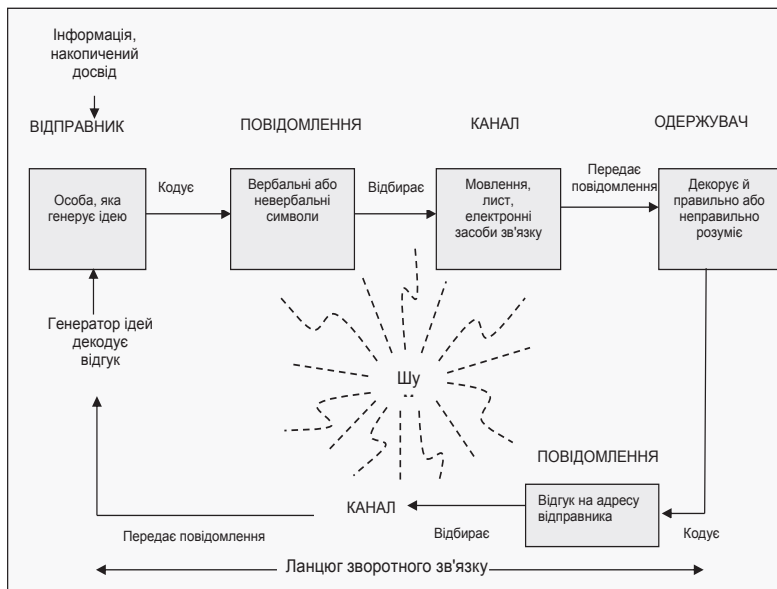 Інформація,
накопичений
досвід
ВІДПРАВНИК
ПОВІДОМЛЕННЯ
КАНАЛ
ОДЕРЖУВАЧ
Особа, яка
генерує ідею
Кодує
Вербальні або
невербальні
символи
Відбирає
Мовлення,
лист,
електронні
засоби зв'язку
Передає
повідомлення
Декорує й
правильно або
неправильно
розуміє
Генератор ідей
декодує
відгук
Шу
ПОВІДОМЛЕННЯ
Відгук на адресу
відправника
КАНАЛ
Передає повідомлення
Відбирає
Кодує
Ланцюг зворотного зв'язку